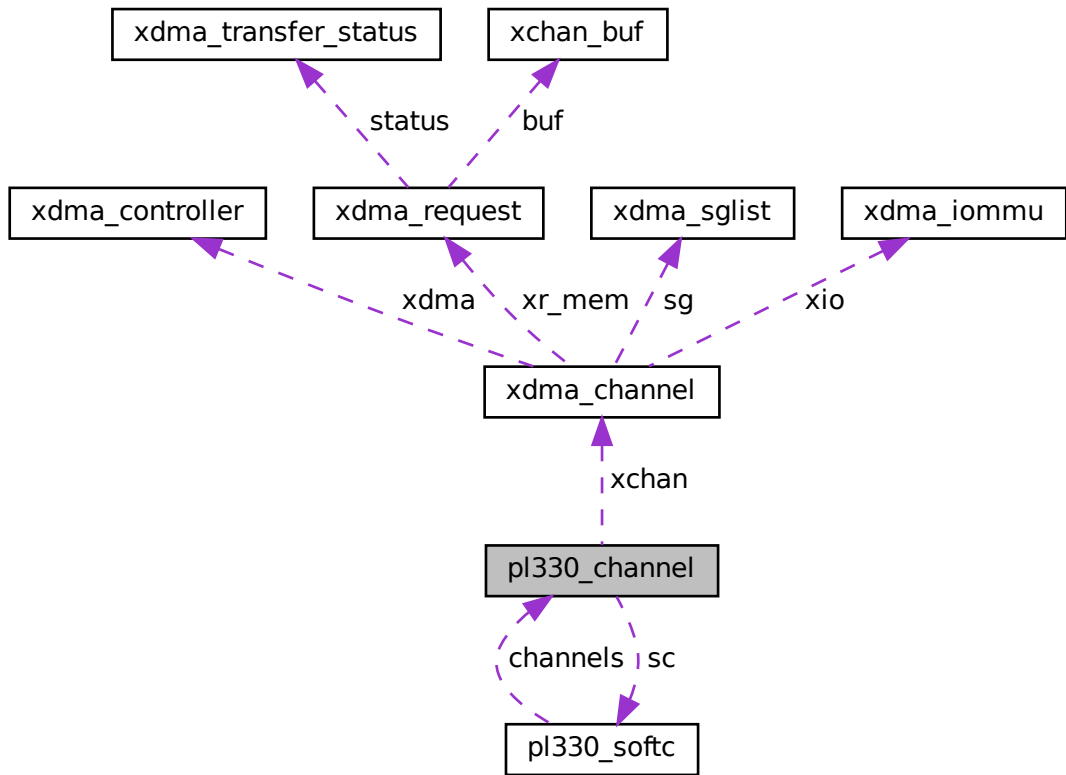 xdma_transfer_status
xchan_buf
status
buf
xdma_controller
xdma_request
xdma_sglist
xdma_iommu
xdma
xr_mem
sg
xio
xdma_channel
xchan
pl330_channel
channels
sc
pl330_softc